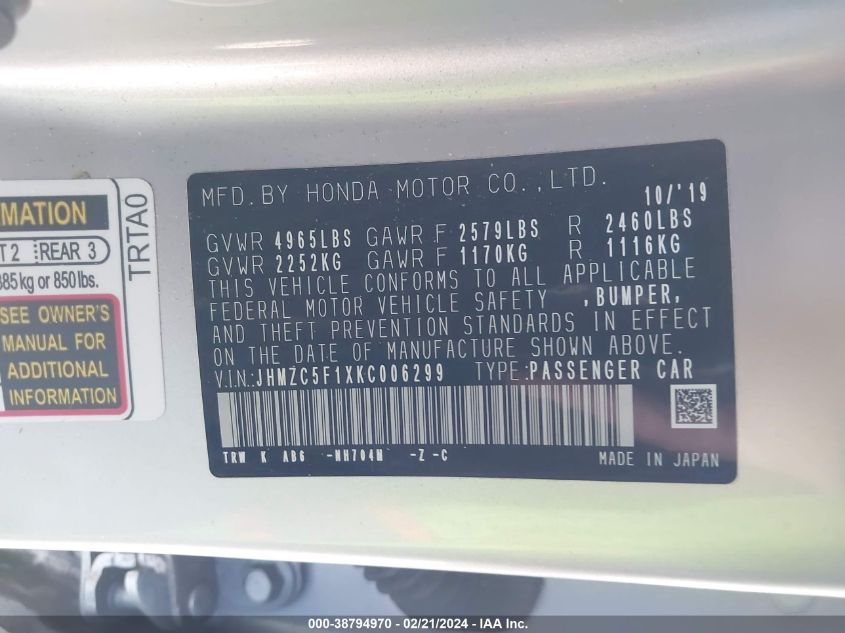 MATION
T 2 REAR 3
385kg or 850 lbs.
SEE OWNER'S
MANUAL FOR
ADDITIONAL
INFORMATION
TRTA0
MFD.BY HONDA MOTOR CO.,LTD. 10/'19
GVWR 4965LBS GAWR F 2579LBS R 2460LBS
GVWR 2252KG GAWR F 1170KG R 1116KG
THIS VEHICLE CONFORMS TO ALL APPLICABLE
FEDERAL MOTOR VEHICLE SAFETY ,BUMPER,
AND THEFT PREVENTION STANDARDS IN EFFECT
ON THE DATE OF MANUFACTURE SHOWN ABOVE.
V.I.N.:JHMZC5F1XKC006299 TYPE:PASSENGER CAR
TRW K AB6 -NH704M -Z -C MADE IN JAPAN
000-38794970 - 02/21/2024 - IAA Inc.